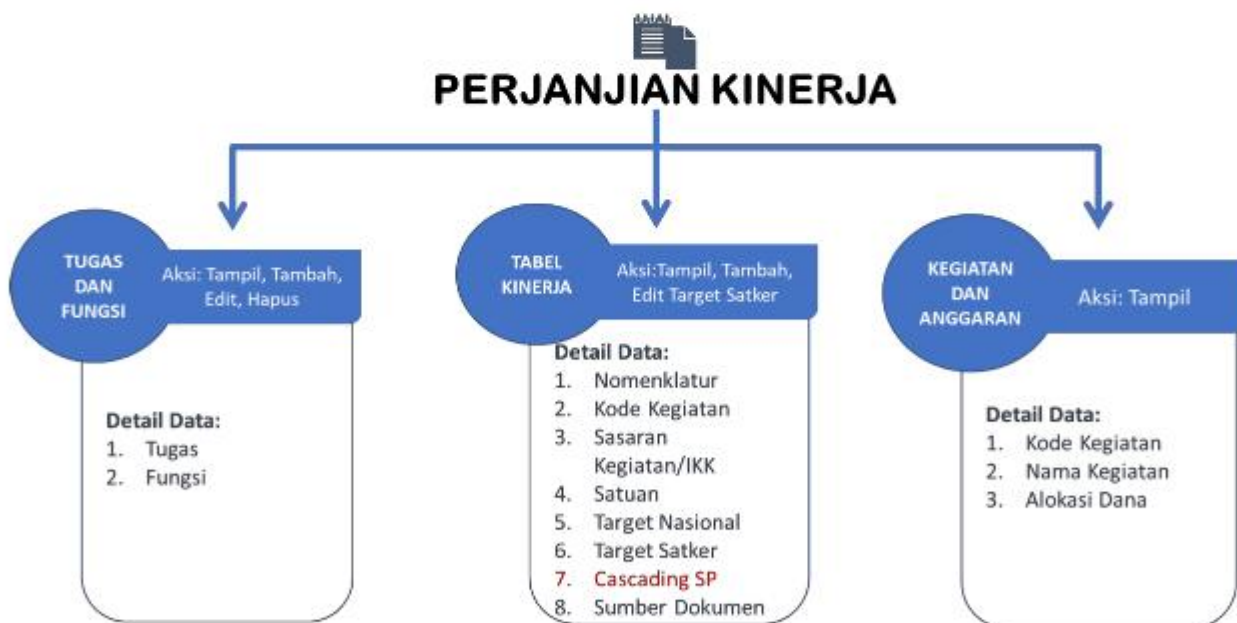 PERJANJIAN KINERJA
TUGAS
DAN
FUNGSI
Aksi: Tampil, Tambah,
Edit, Hapus
Detail Data:
1. Tugas
2. Fungsi
TABEL
KINERJA
Aksi:Tampil, Tambah,
Edit Target Satker
Detail Data:
1. Nomenklatur
2. Kode Kegiatan
3. Sasaran
Kegiatan/IKK
4. Satuan
5. Target Nasional
6. Target Satker
7. Cascading SP
8. Sumber Dokumen
KEGIATAN
DAN
ANGGARAN
Aksi: Tampil
Detail Data:
1. Kode Kegiatan
2. Nama Kegiatan
3. Alokasi Dana